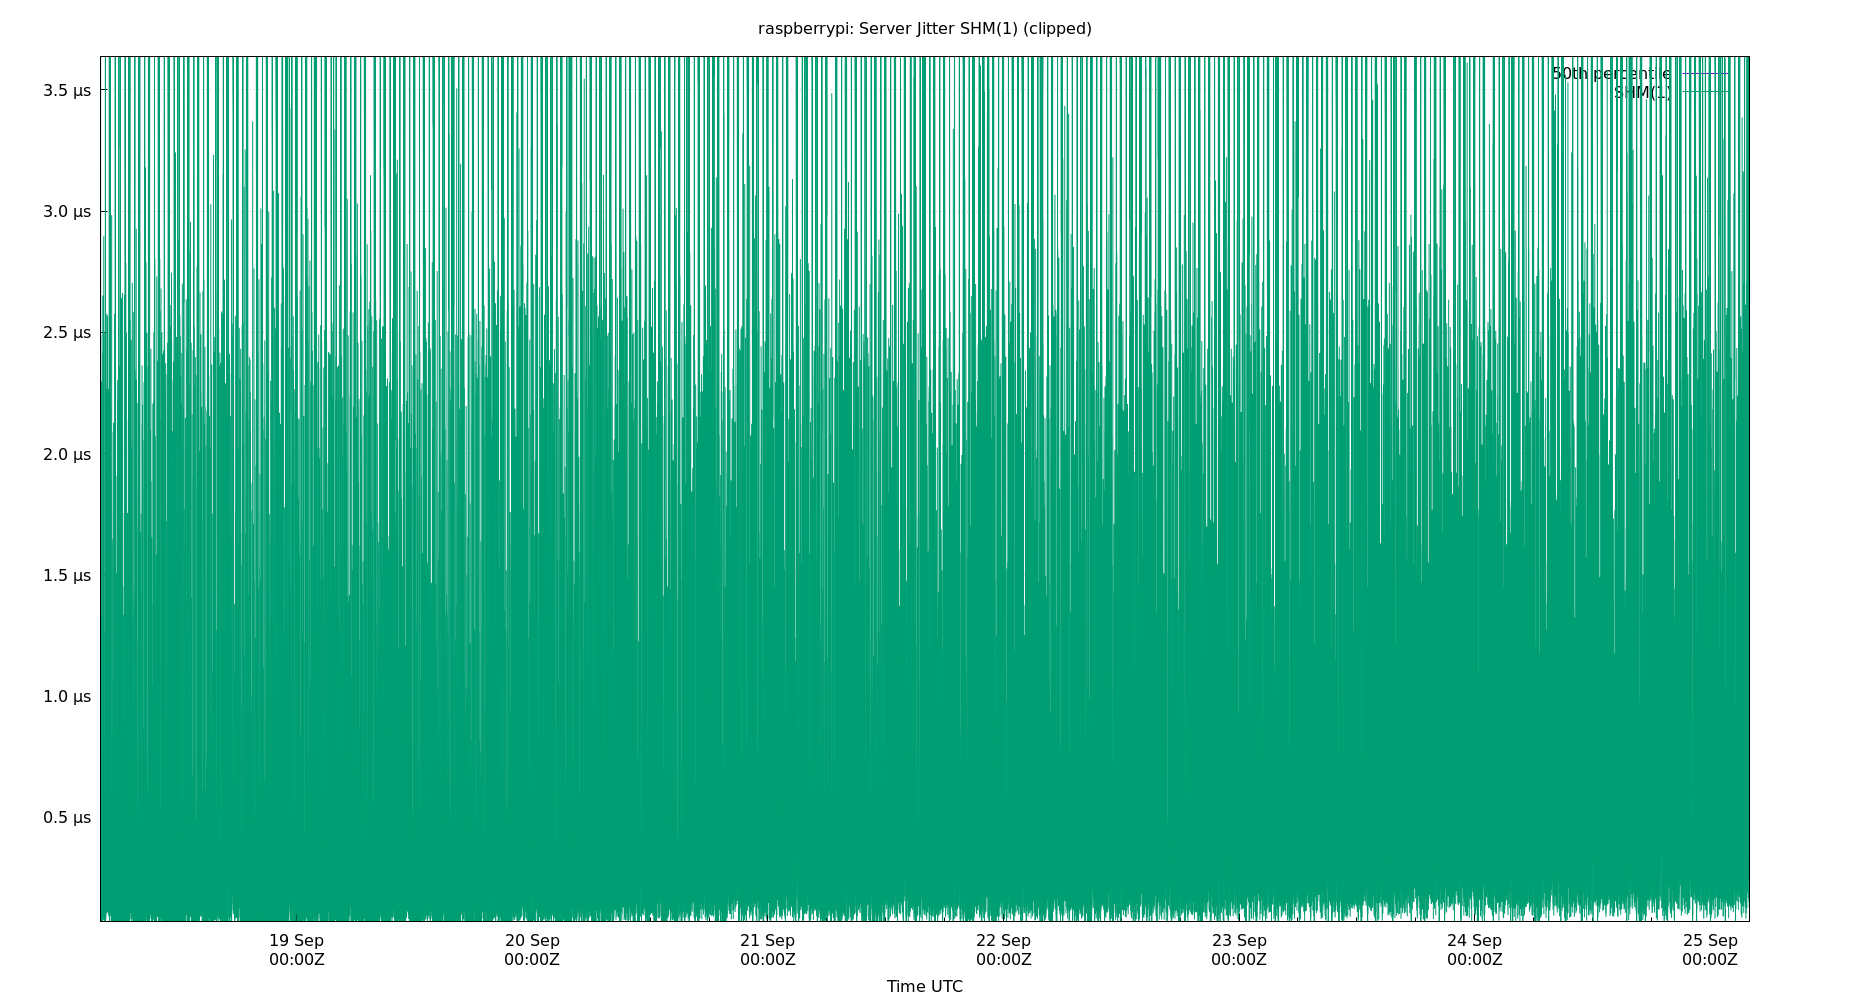 raspberrypi: Server Jitter SHM(1) (clipped)
50th percentile
SHM(1)
3.5 µs
3.0 µs
2.5 µs
2.0 µs
1.5 µs
1.0 µs
0.5 µs
19 Sep 20 Sep 21 Sep 22 Sep 23 Sep 24 Sep 25 Sep
00:00Z 00:00Z 00:00Z 00:00Z 00:00Z 00:00Z 00:00Z
Time UTC